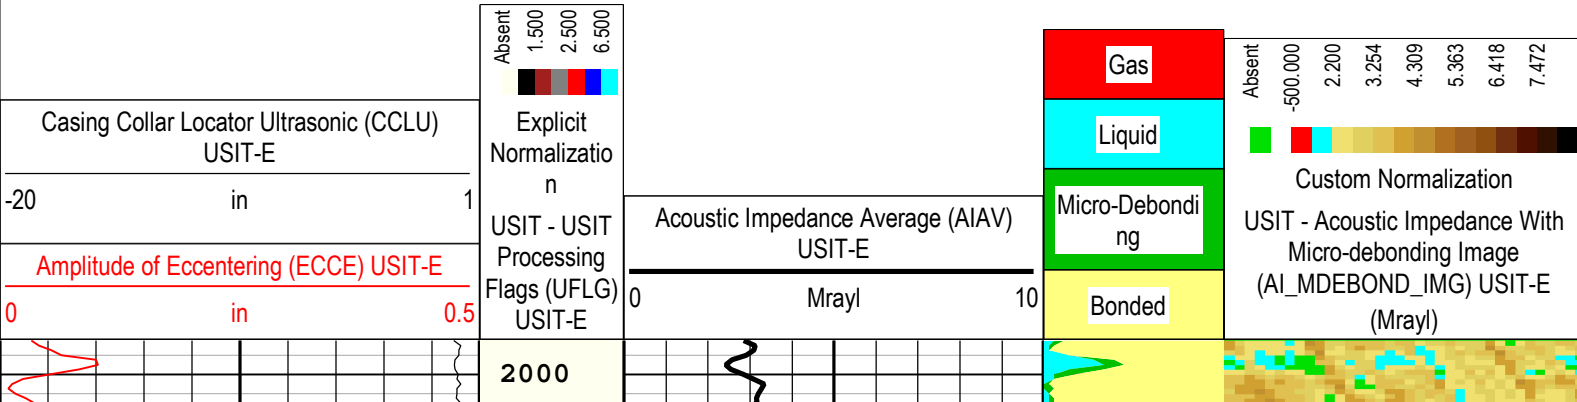 Casing Collar Locator Ultrasonic (CCLU)
USIT-E
-20 in 1
Amplitude of Eccentering (ECCE) USIT-E
0 in 0.5
Absent
1.500
2.500
6.500
Explicit
Normalizatio
n
USIT - USIT
Processing
Flags (UFLG)
USIT-E
2000
Acoustic Impedance Average (AIAV)
USIT-E
0 Mrayl 10
Gas
Liquid
Micro-Debondi
ng
Bonded
Absent
-500.000
2.200
3.254
4.309
5.363
6.418
7.472
Custom Normalization
USIT - Acoustic Impedance With
Micro-debonding Image
(AI_MDEBOND_IMG) USIT-E
(Mrayl)